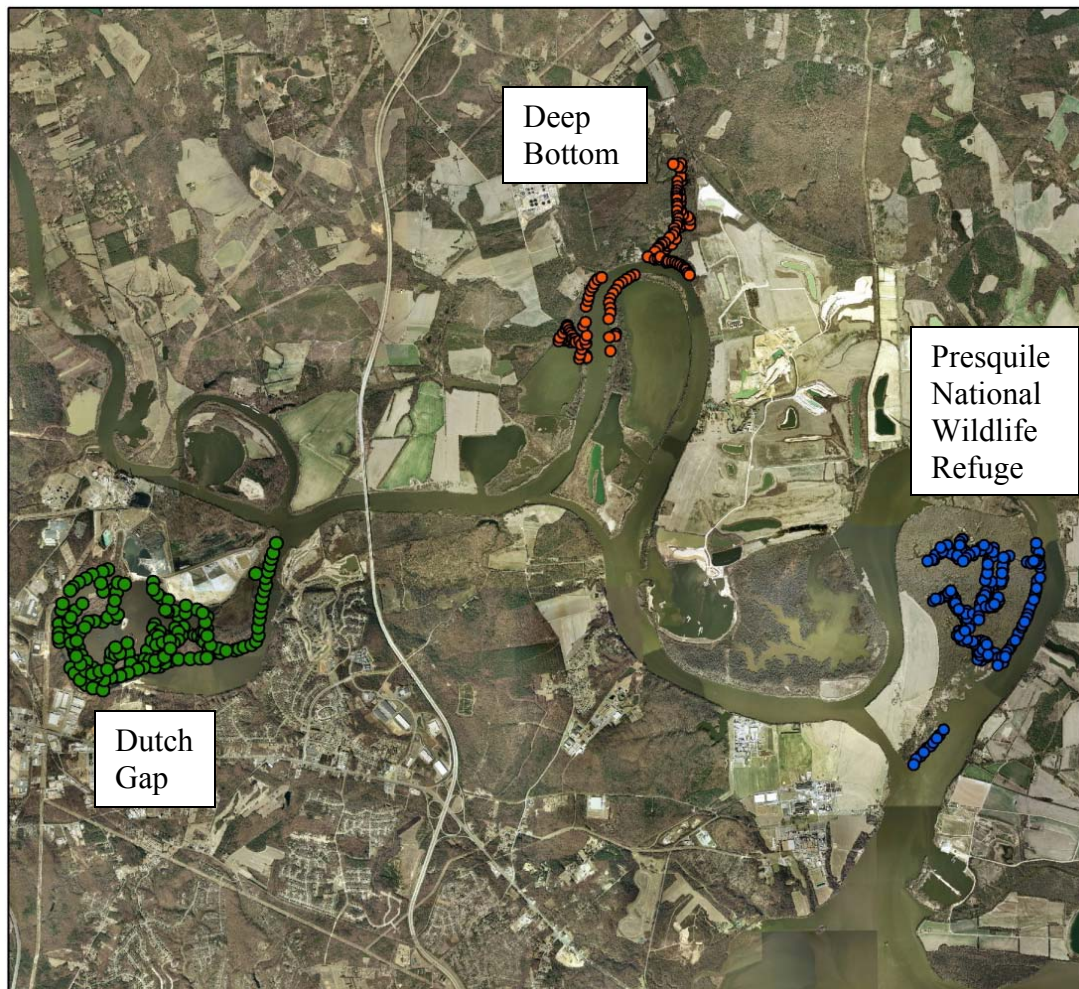 Deep
Bottom
Presquile
National
Wildlife
Refuge
Dutch
Gap